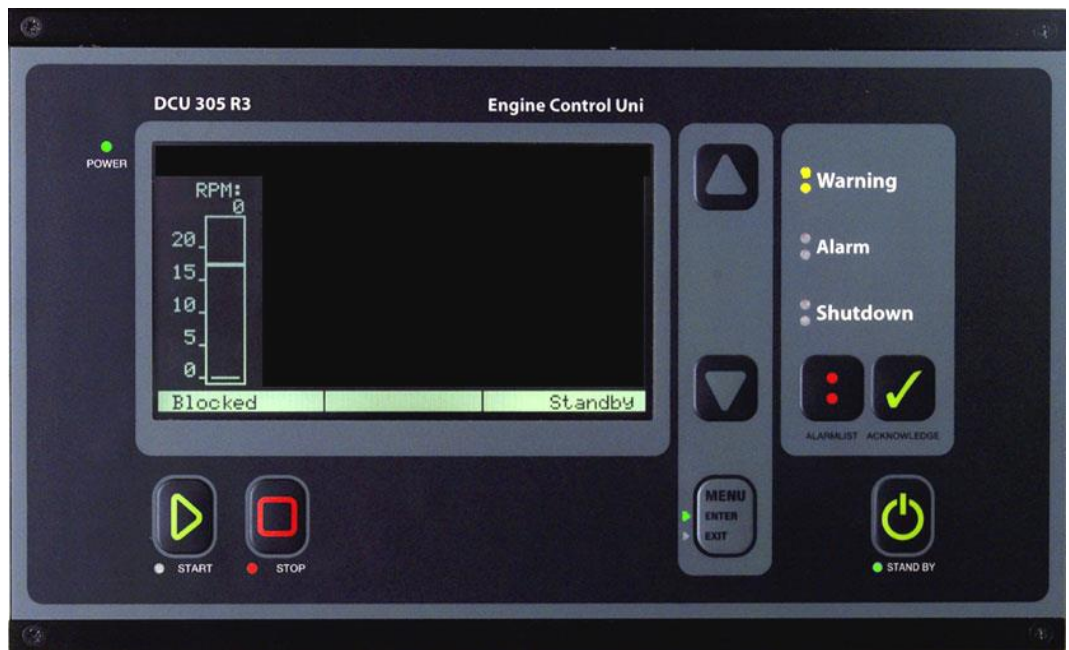 DCU 305 R3
Engine Control Uni
POWER
RPM:
0
20
15
10
5
0
Blocked
Standby
Warning
Alarm
Shutdown
ALARMLIST
ACKNOWLEDGE
MENU
ENTER
EXIT
START
STOP
STAND BY